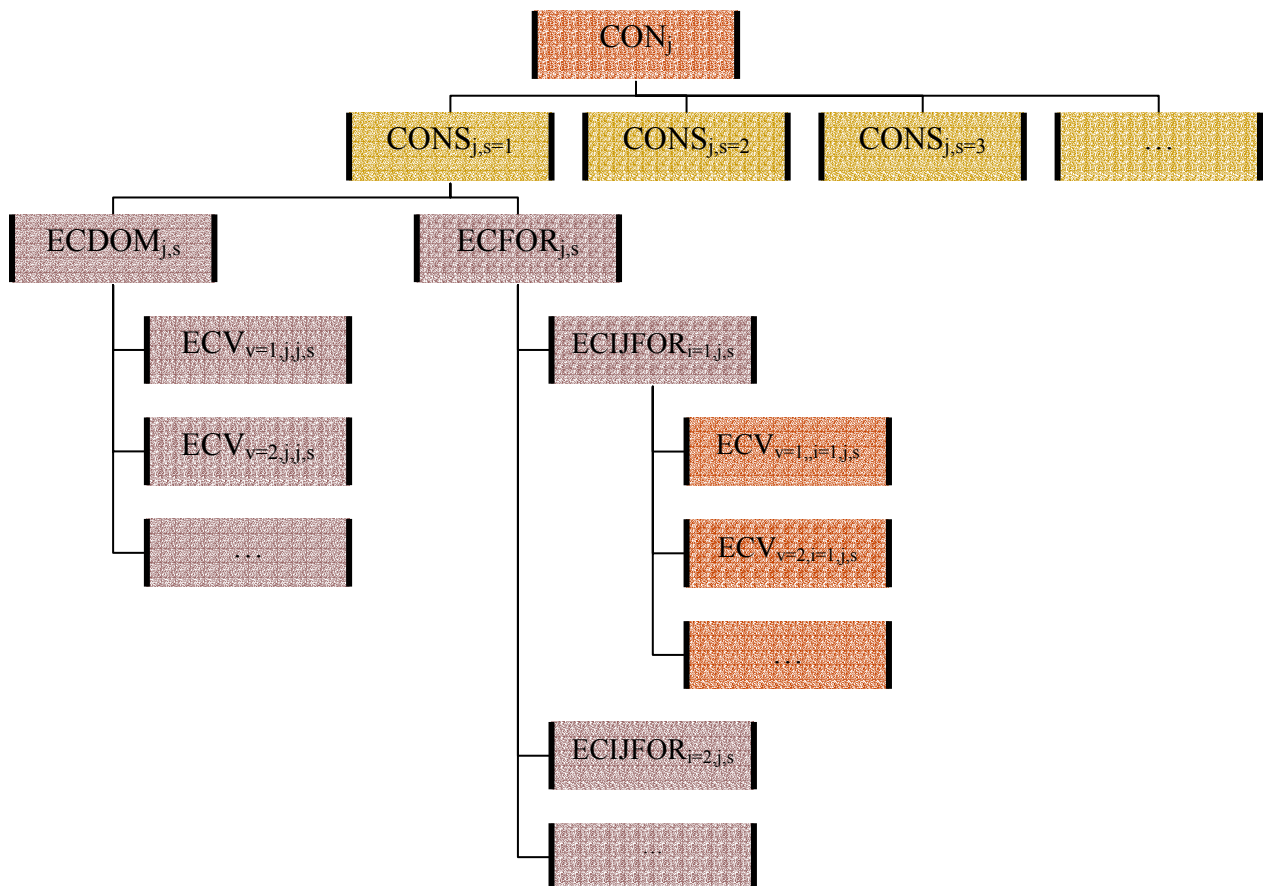 CONj
CONSj,s=1
CONSj,s=2
CONSj,s=3
…
ECDOMj,s
ECFORj,s
ECVv=1,j,j,s
ECIJFORi=1,j,s
ECVv=2,j,j,s
ECVv=1,,i=1,j,s
…
ECVv=2,i=1,j,s
…
ECIJFORi=2,j,s
…